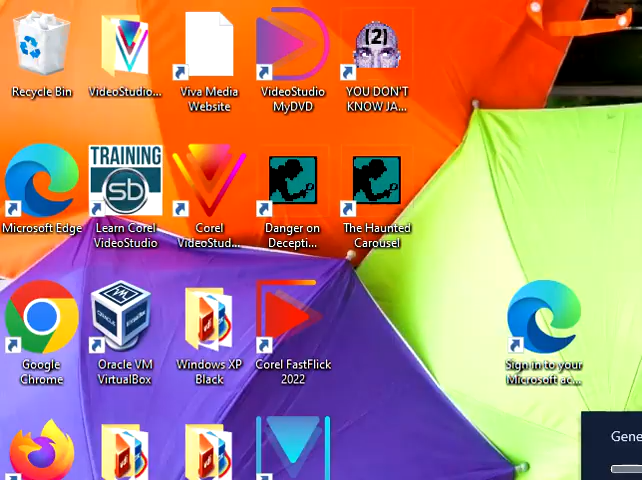 (2)
Recycle Bin
VideoStudio...
Viva Media
Website
VideoStudio
MyDVD
YOU DON'T
KNOW JA...
TRAINING
sb
Microsoft Edge
Learn Corel
VideoStudio
Corel
VideoStud...
Danger on
Decepti...
The Haunted
Carousel
ORACLE
VM
Google
Chrome
Oracle VM
VirtualBox
Windows XP
Black
Corel FastFlick
2022
Sign in to your
Microsoft ac...
Gene